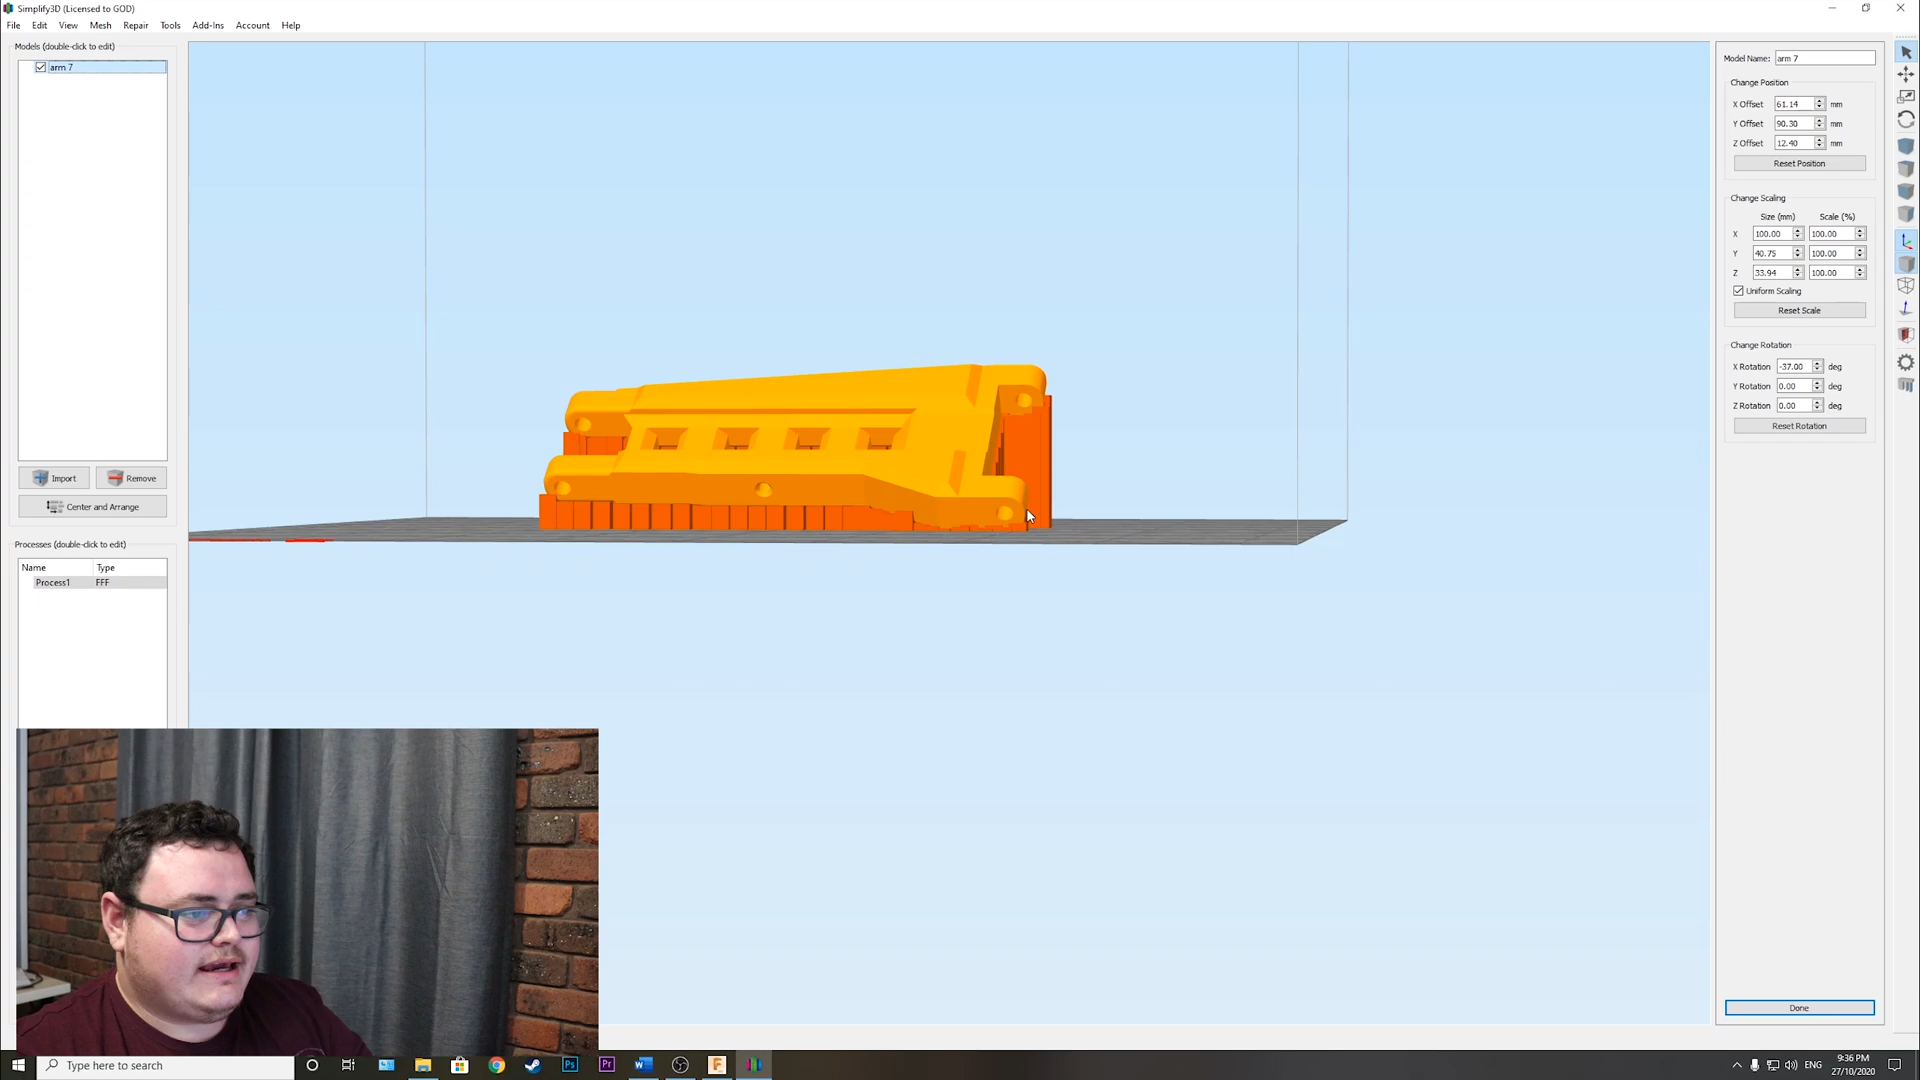 Simplify3D (Licensed to GOD)
File Edit View Mesh Repair Tools Add-Ins Account Help
Models (double-click to edit)
arm 7
Import Remove
Center and Arrange
Processes (double-click to edit)
Name Type
Process1 FFF
Model Name: arm 7
Change Position
X Offset 61.14 mm
Y Offset 90.30 mm
Z Offset 12.40 mm
Reset Position
Change Scaling
Size (mm) Scale (%)
X 100.00 100.00
Y 40.75 100.00
Z 33.94 100.00
Uniform Scaling
Reset Scale
Change Rotation
X Rotation -37.00 deg
Y Rotation 0.00 deg
Z Rotation 0.00 deg
Reset Rotation
Done
Type here to search
Ps
Pr
W
F
ENG
9:36 PM
27/10/2020